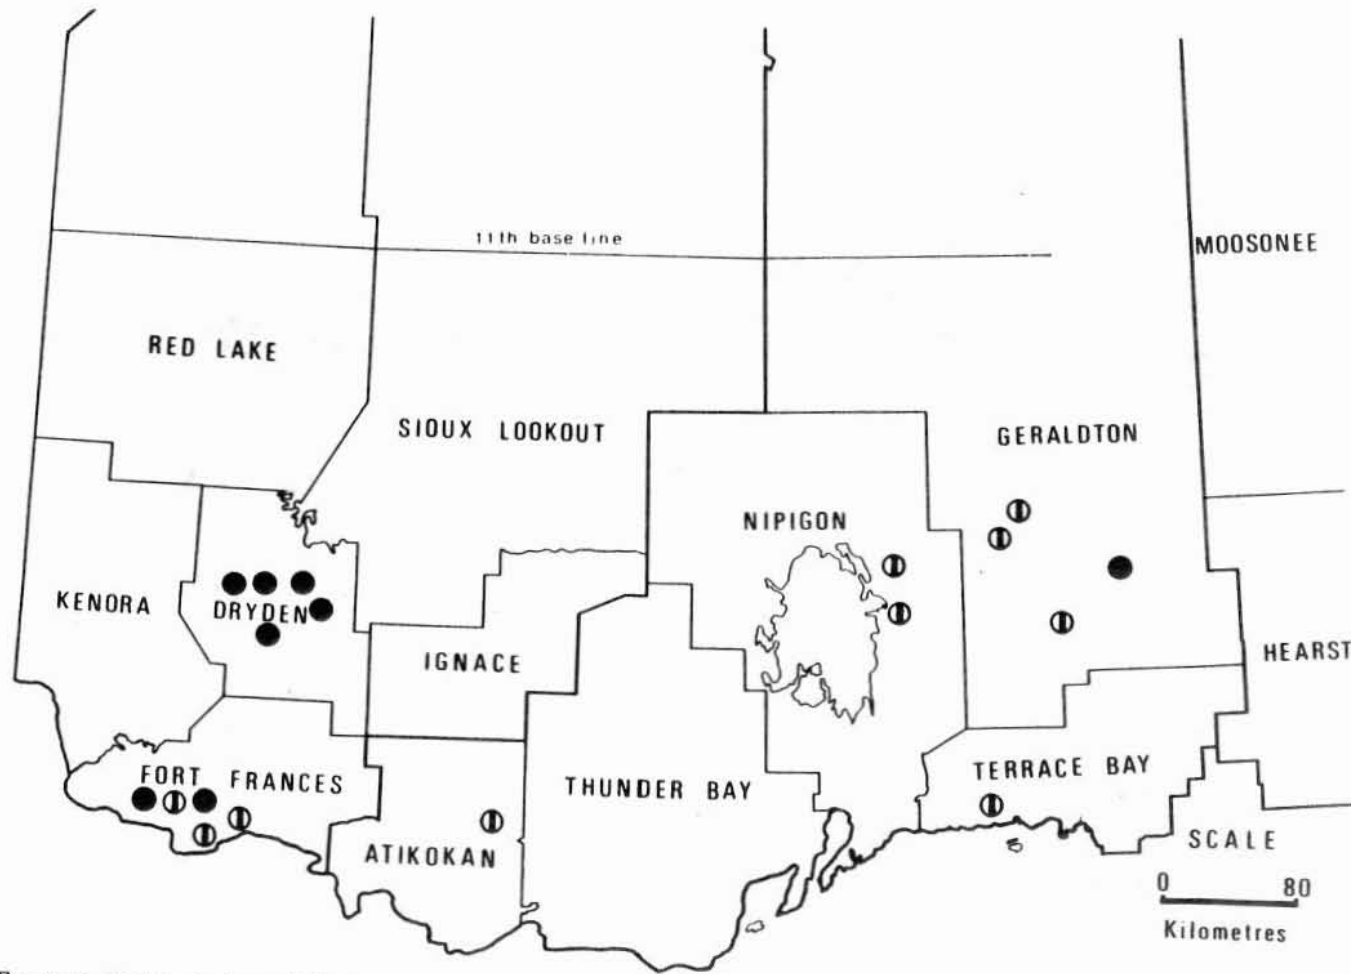 11th base line
MOOSONEE
RED LAKE
SIOUX LOOKOUT
GERALDTON
NIPIGON
KENORA
DRYDEN
IGNACE
HEARST
FORT FRANCES
THUNDER BAY
TERRACE BAY
ATIKOKAN
SCALE
0 80
Kilometres